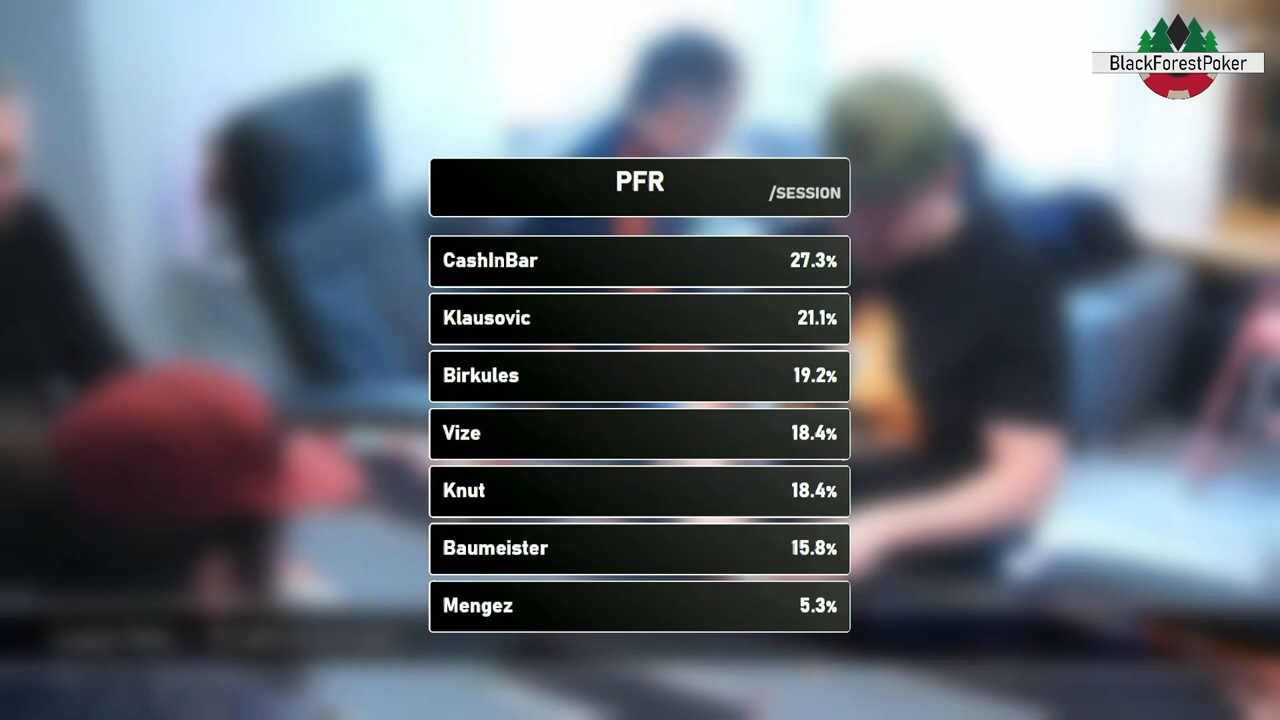 BlackForestPoker
PFR
/SESSION
CashInBar 27.3%
Klausovic 21.1%
Birkules 19.2%
Vize 18.4%
Knut 18.4%
Baumeister 15.8%
Mengez 5.3%